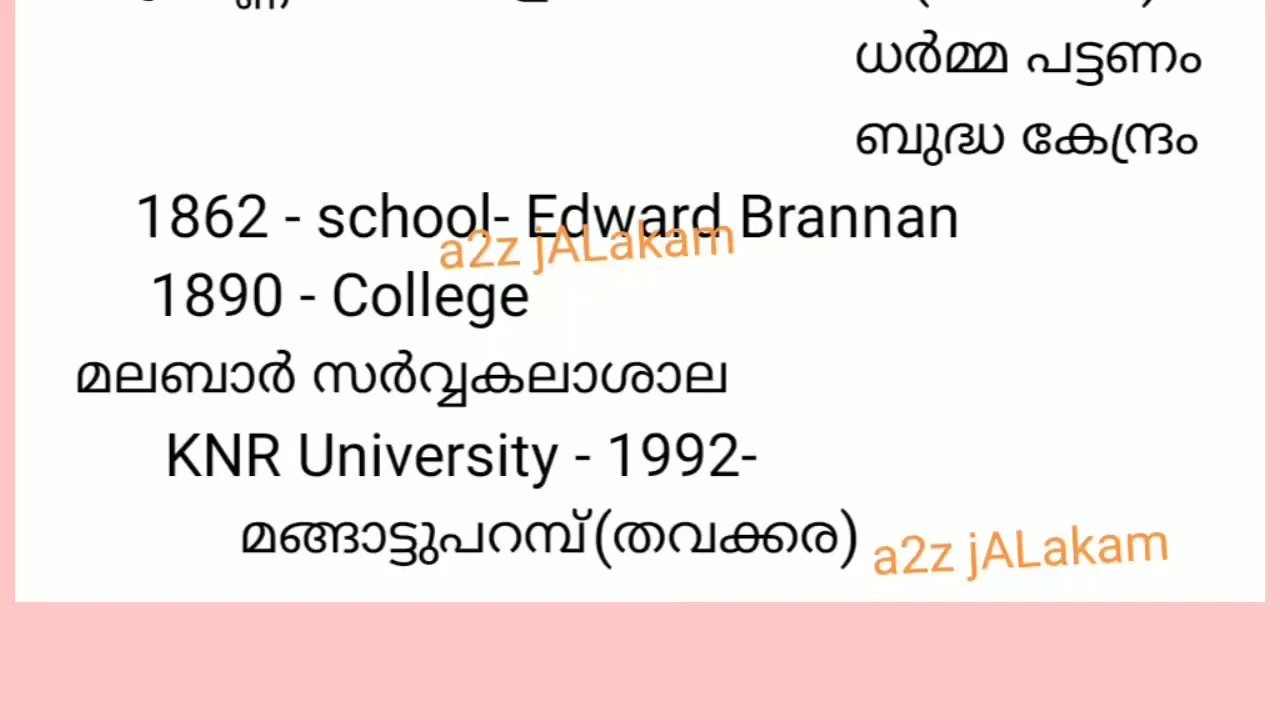 ധർമ്മ പട്ടണം
ബുദ്ധ കേന്ദ്രം
1862 - school- Edward Brannan
a2z jALakam
1890 - College
മലബാർ സർവ്വകലാശാല
KNR University - 1992-
മങ്ങാട്ടുപറമ്പ്(തവക്കര)
a2z jALakam